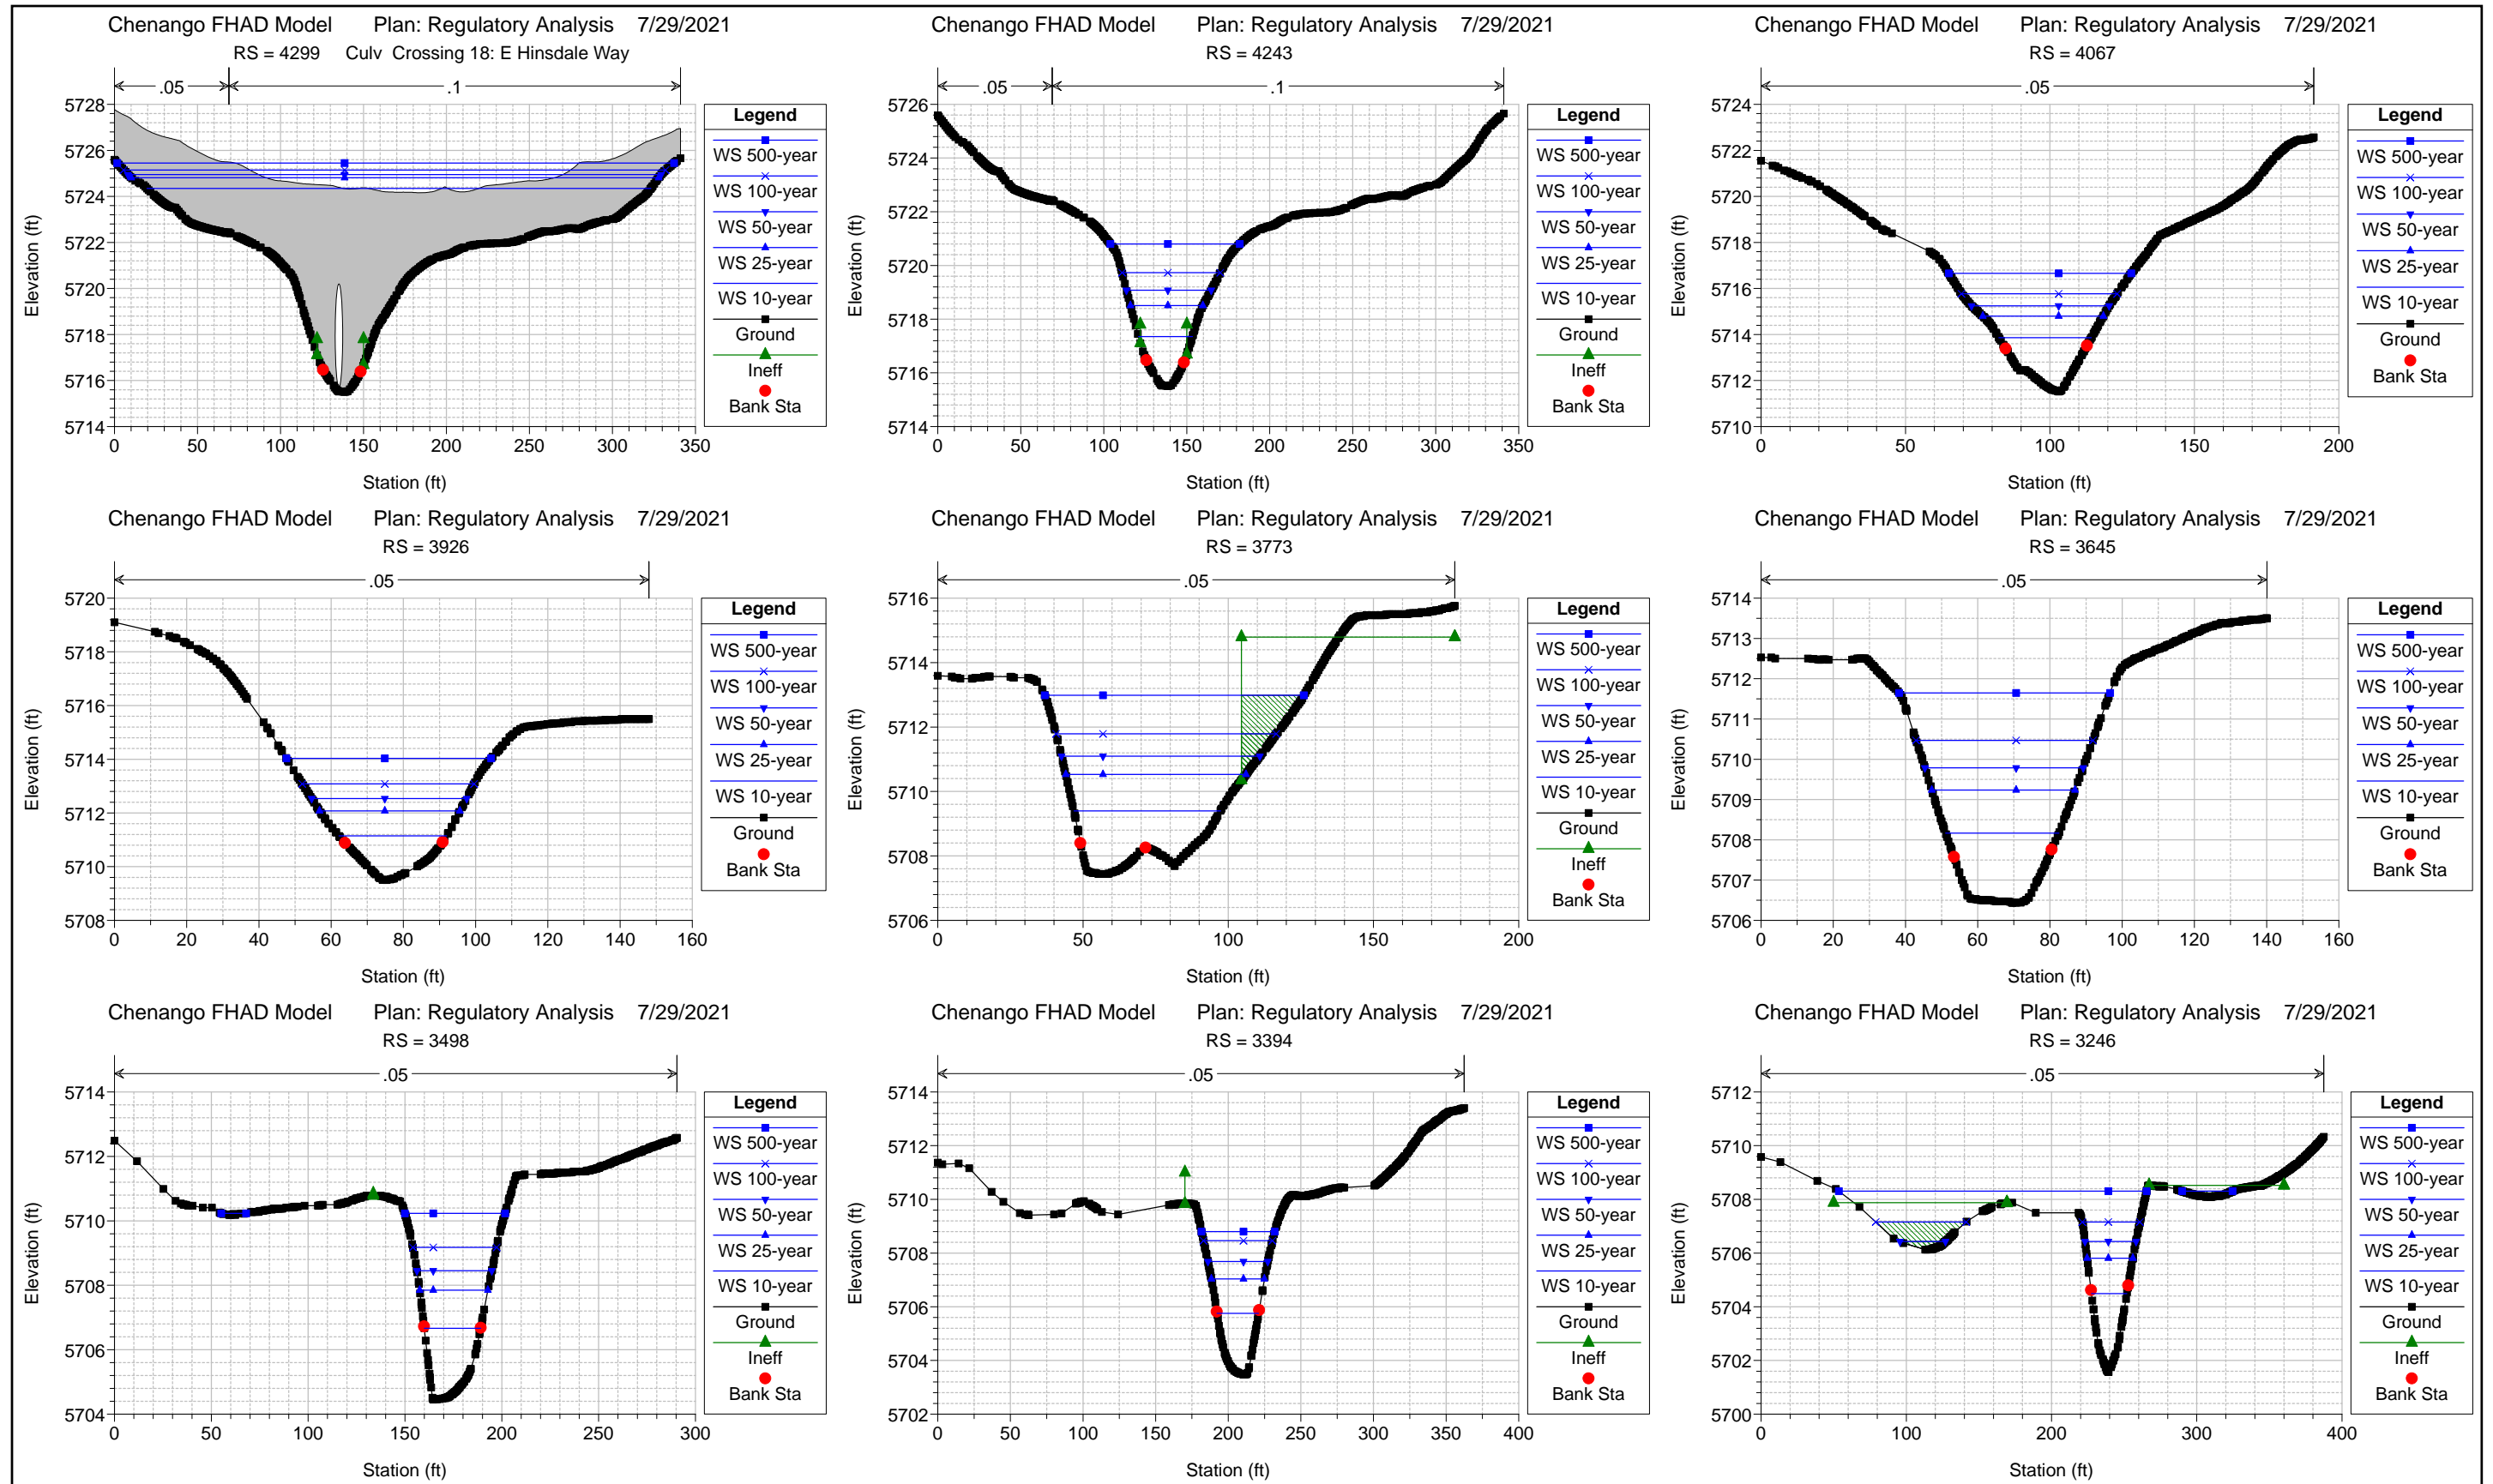 Chenango FHAD Model Plan: Regulatory Analysis 7/29/2021
RS = 4299 Culv Crossing 18: E Hinsdale Way
.05 .1
5728
5726
5724
5722
5720
5718
5716
5714
Elevation (ft)
0 50 100 150 200 250 300 350
Station (ft)
Legend
WS 500-year
WS 100-year
WS 50-year
WS 25-year
WS 10-year
Ground
Ineff
Bank Sta
Chenango FHAD Model Plan: Regulatory Analysis 7/29/2021
RS = 4243
.05 .1
5726
5724
5722
5720
5718
5716
5714
Elevation (ft)
0 50 100 150 200 250 300 350
Station (ft)
Legend
WS 500-year
WS 100-year
WS 50-year
WS 25-year
WS 10-year
Ground
Ineff
Bank Sta
Chenango FHAD Model Plan: Regulatory Analysis 7/29/2021
RS = 4067
.05
5724
5722
5720
5718
5716
5714
5712
5710
Elevation (ft)
0 50 100 150 200
Station (ft)
Legend
WS 500-year
WS 100-year
WS 50-year
WS 25-year
WS 10-year
Ground
Bank Sta
Chenango FHAD Model Plan: Regulatory Analysis 7/29/2021
RS = 3926
.05
5720
5718
5716
5714
5712
5710
5708
Elevation (ft)
0 20 40 60 80 100 120 140 160
Station (ft)
Legend
WS 500-year
WS 100-year
WS 50-year
WS 25-year
WS 10-year
Ground
Bank Sta
Chenango FHAD Model Plan: Regulatory Analysis 7/29/2021
RS = 3773
.05
5716
5714
5712
5710
5708
5706
Elevation (ft)
0 50 100 150 200
Station (ft)
Legend
WS 500-year
WS 100-year
WS 50-year
WS 25-year
WS 10-year
Ground
Ineff
Bank Sta
Chenango FHAD Model Plan: Regulatory Analysis 7/29/2021
RS = 3645
.05
5714
5713
5712
5711
5710
5709
5708
5707
5706
Elevation (ft)
0 20 40 60 80 100 120 140 160
Station (ft)
Legend
WS 500-year
WS 100-year
WS 50-year
WS 25-year
WS 10-year
Ground
Bank Sta
Chenango FHAD Model Plan: Regulatory Analysis 7/29/2021
RS = 3498
.05
5714
5712
5710
5708
5706
5704
Elevation (ft)
0 50 100 150 200 250 300
Station (ft)
Legend
WS 500-year
WS 100-year
WS 50-year
WS 25-year
WS 10-year
Ground
Ineff
Bank Sta
Chenango FHAD Model Plan: Regulatory Analysis 7/29/2021
RS = 3394
.05
5714
5712
5710
5708
5706
5704
5702
Elevation (ft)
0 50 100 150 200 250 300 350 400
Station (ft)
Legend
WS 500-year
WS 100-year
WS 50-year
WS 25-year
WS 10-year
Ground
Ineff
Bank Sta
Chenango FHAD Model Plan: Regulatory Analysis 7/29/2021
RS = 3246
.05
5712
5710
5708
5706
5704
5702
5700
Elevation (ft)
0 100 200 300 400
Station (ft)
Legend
WS 500-year
WS 100-year
WS 50-year
WS 25-year
WS 10-year
Ground
Ineff
Bank Sta